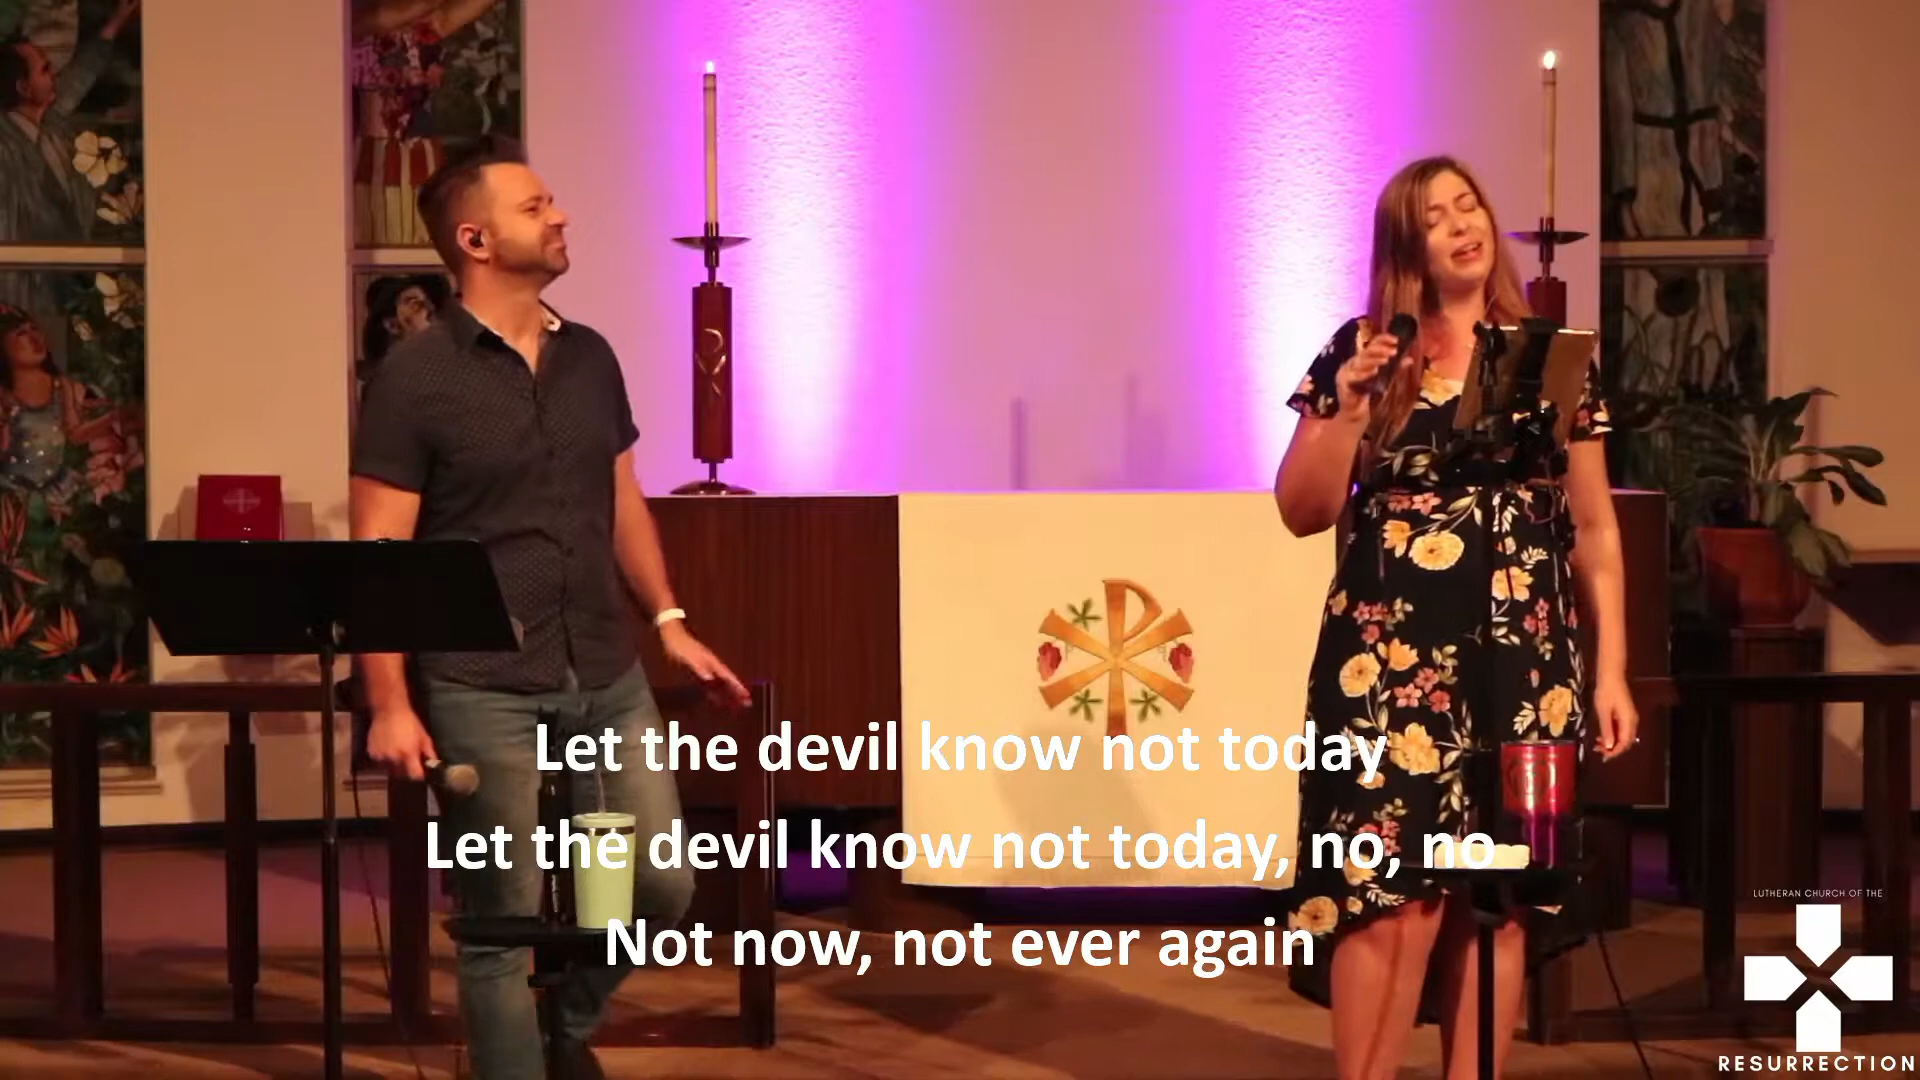 Let the devil know not today
Let the devil know not today, no, no
Not now, not ever again
LUTHERAN CHURCH OF THE
RESURRECTION